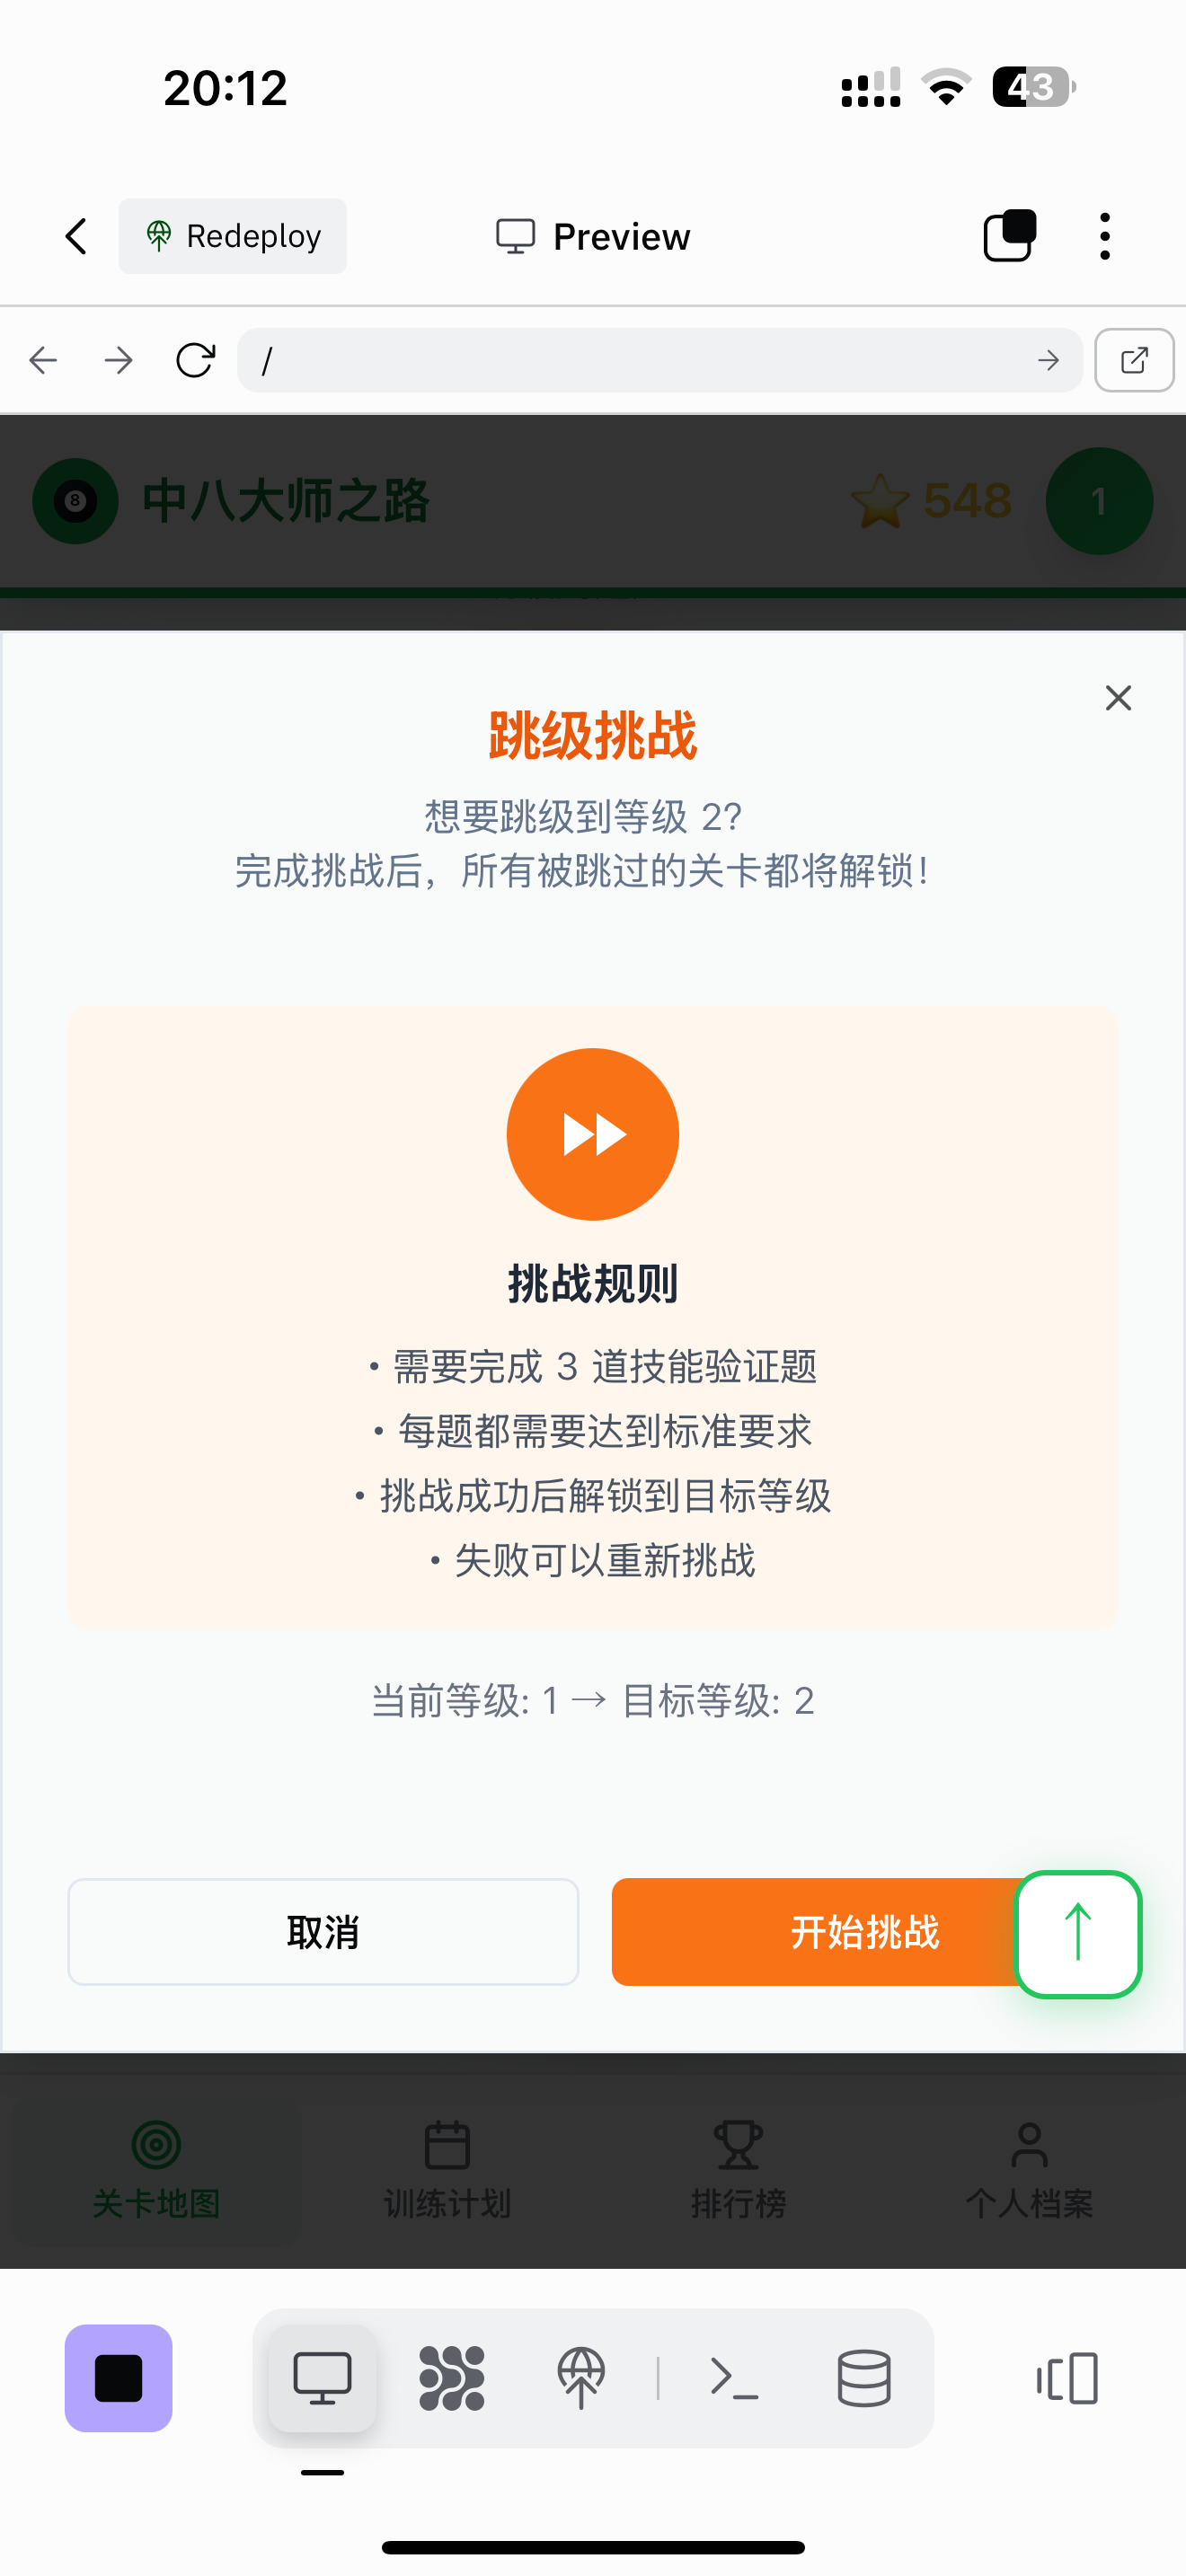 20:12
43
Redeploy
Preview
/
8
中八大师之路
548
1
跳级挑战
想要跳级到等级 2?
完成挑战后，所有被跳过的关卡都将解锁！
挑战规则
• 需要完成 3 道技能验证题
• 每题都需要达到标准要求
• 挑战成功后解锁到目标等级
• 失败可以重新挑战
当前等级: 1 → 目标等级: 2
取消
开始挑战
关卡地图
训练计划
排行榜
个人档案